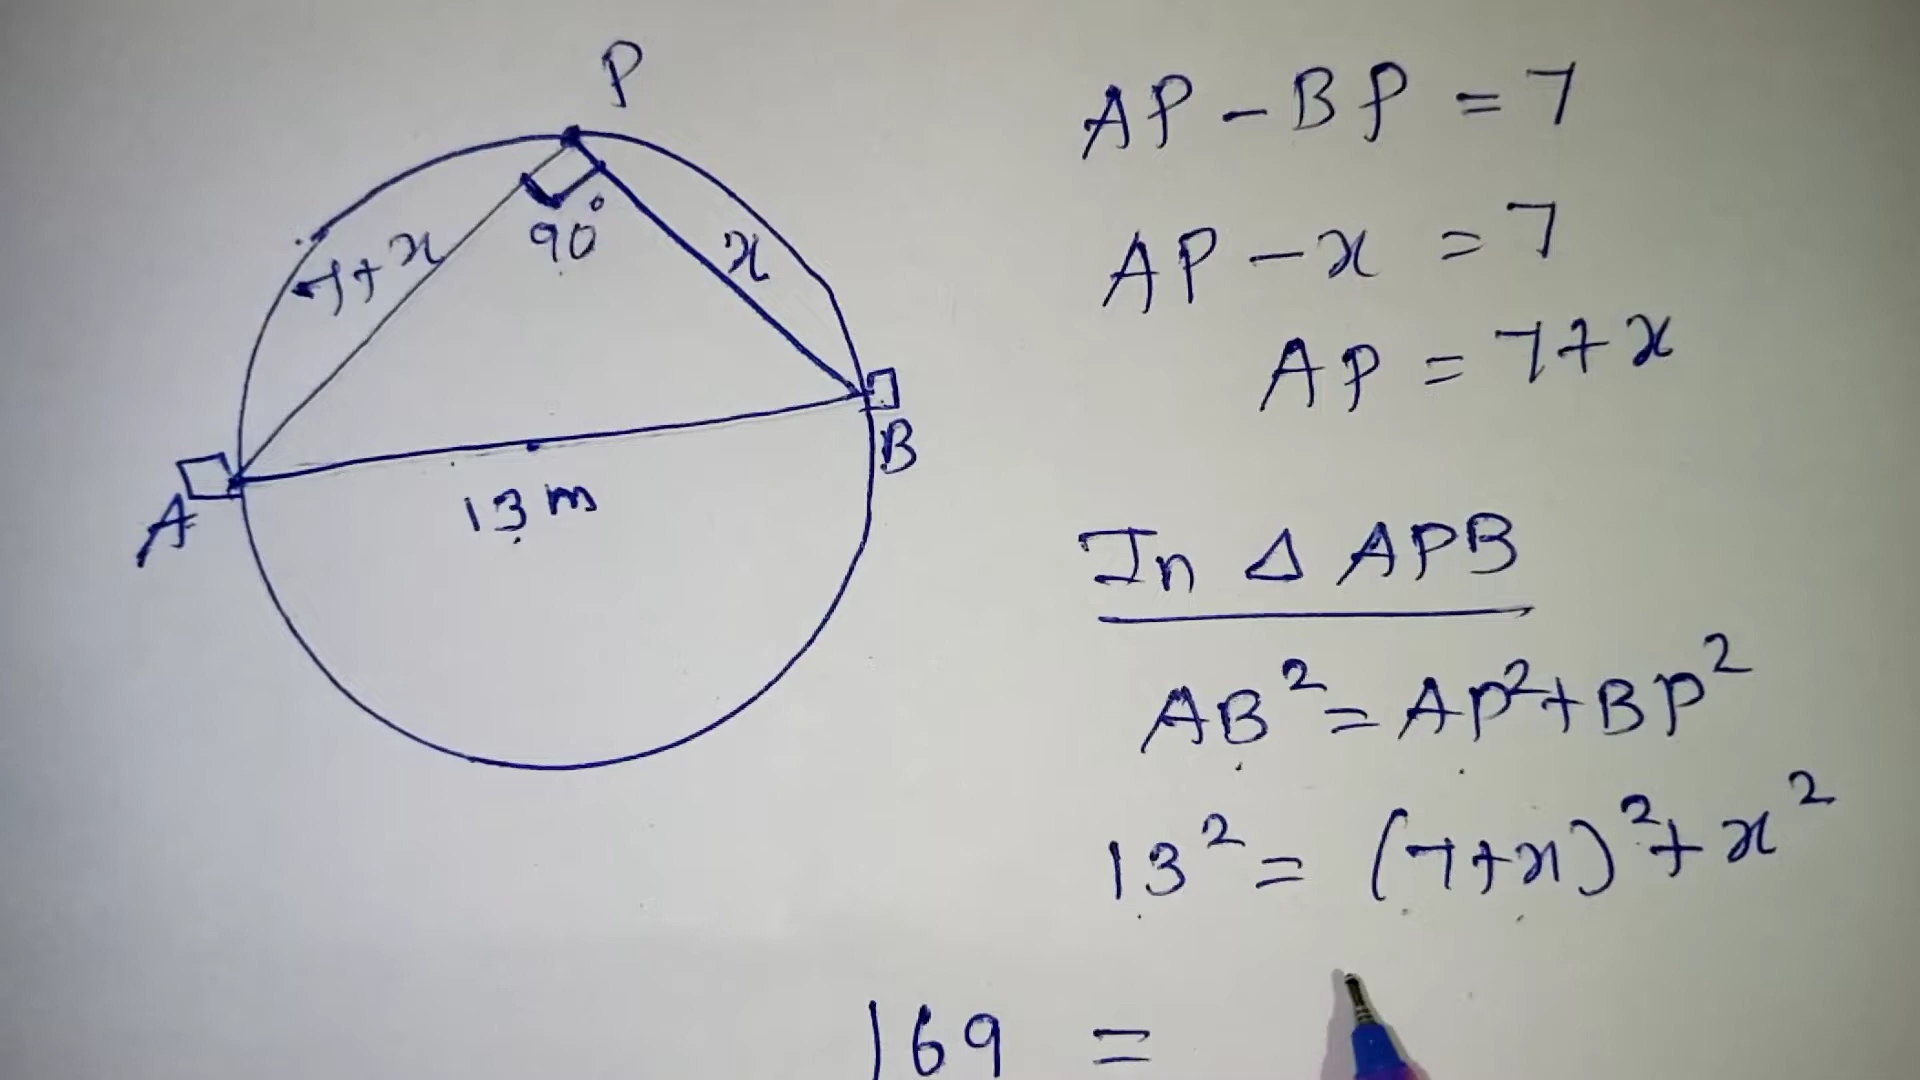 P
7+x
90°
x
A
B
13 m
AP - BP = 7
AP - x = 7
AP = 7+x
In △ APB
AB² = AP² + BP²
13² = (7+x)² + x²
169 =